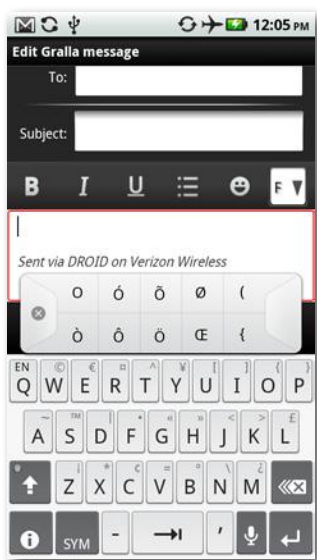 12:05 PM
Edit Gralla message
To:
Subject:
B I U F
Sent via DROID on Verizon Wireless
o ó õ ø (
ò ô ö Œ {
EN © € ¤ ^ ¥ [ ] { }
Q W E R T Y U I O P
~ ™ | • « » < > £
A S D F G H J K L
¡ * ¢ = ° \ ¿
Z X C V B N M
SYM - '